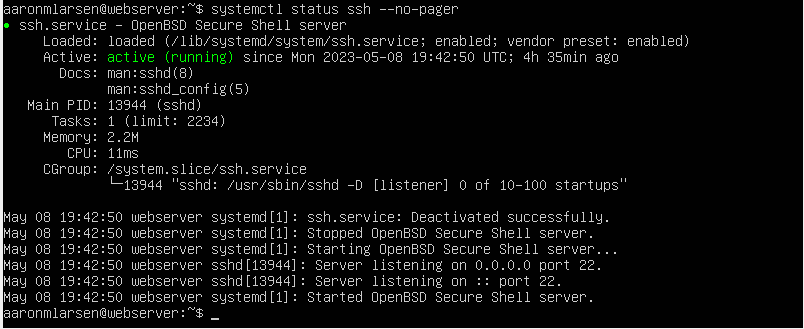 aaronmlarsen@webserver:~$ systemctl status ssh --no-pager
● ssh.service - OpenBSD Secure Shell server
     Loaded: loaded (/lib/systemd/system/ssh.service; enabled; vendor preset: enabled)
     Active: active (running) since Mon 2023-05-08 19:42:50 UTC; 4h 35min ago
       Docs: man:sshd(8)
             man:sshd_config(5)
   Main PID: 13944 (sshd)
      Tasks: 1 (limit: 2234)
     Memory: 2.2M
        CPU: 11ms
     CGroup: /system.slice/ssh.service
             └─13944 "sshd: /usr/sbin/sshd -D [listener] 0 of 10-100 startups"

May 08 19:42:50 webserver systemd[1]: ssh.service: Deactivated successfully.
May 08 19:42:50 webserver systemd[1]: Stopped OpenBSD Secure Shell server.
May 08 19:42:50 webserver systemd[1]: Starting OpenBSD Secure Shell server...
May 08 19:42:50 webserver sshd[13944]: Server listening on 0.0.0.0 port 22.
May 08 19:42:50 webserver sshd[13944]: Server listening on :: port 22.
May 08 19:42:50 webserver systemd[1]: Started OpenBSD Secure Shell server.
aaronmlarsen@webserver:~$ _